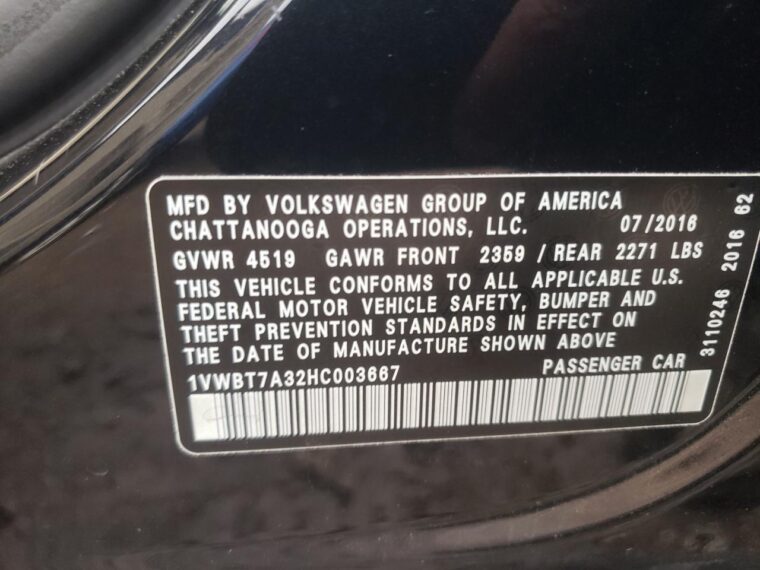 MFD BY VOLKSWAGEN GROUP OF AMERICA
CHATTANOOGA OPERATIONS, LLC. 07/2016
GVWR 4519 GAWR FRONT 2359 / REAR 2271 LBS
THIS VEHICLE CONFORMS TO ALL APPLICABLE U.S.
FEDERAL MOTOR VEHICLE SAFETY, BUMPER AND
THEFT PREVENTION STANDARDS IN EFFECT ON
THE DATE OF MANUFACTURE SHOWN ABOVE
1VWBT7A32HC003667 PASSENGER CAR
3110246 2016 62